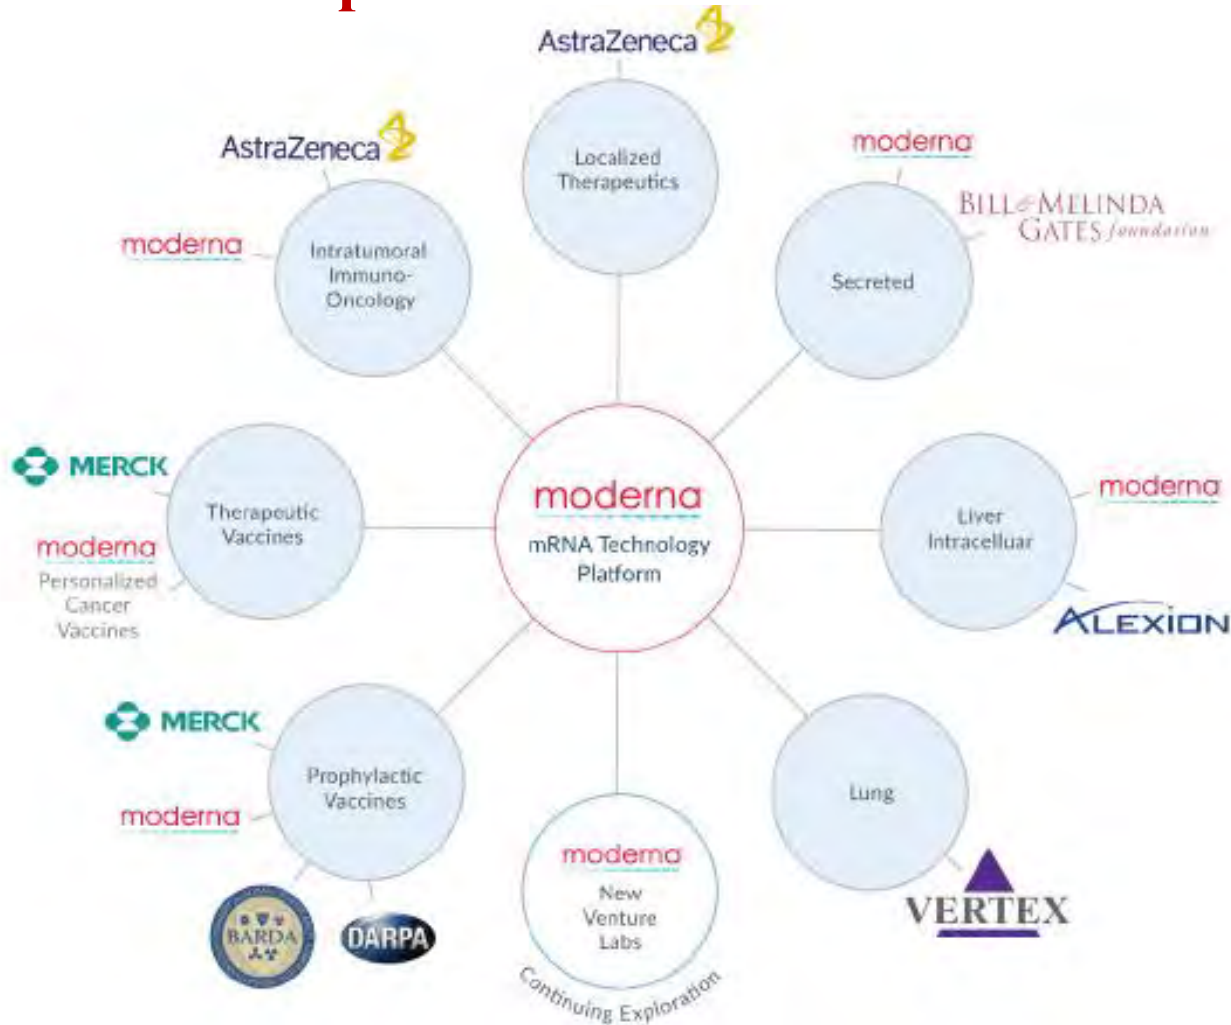 AstraZeneca
Localized
Therapeutics
AstraZeneca
moderna
Intratumoral
Immuno-
Oncology
moderna
BILL & MELINDA
GATES foundation
Secreted
MERCK
moderna
Personalized
Cancer
Vaccines
Therapeutic
Vaccines
moderna
mRNA Technology
Platform
moderna
Liver
Intracelluar
ALEXION
MERCK
moderna
Prophylactic
Vaccines
BARDA
DARPA
moderna
New
Venture
Labs
Continuing Exploration
Lung
VERTEX